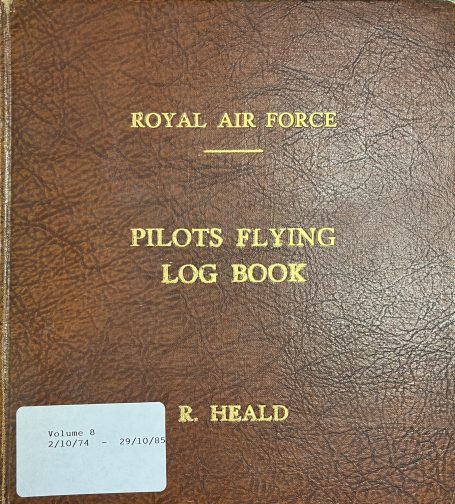 ROYAL AIR FORCE
PILOTS FLYING
LOG BOOK
R. HEALD
Volume 8
2/10/74 - 29/10/85